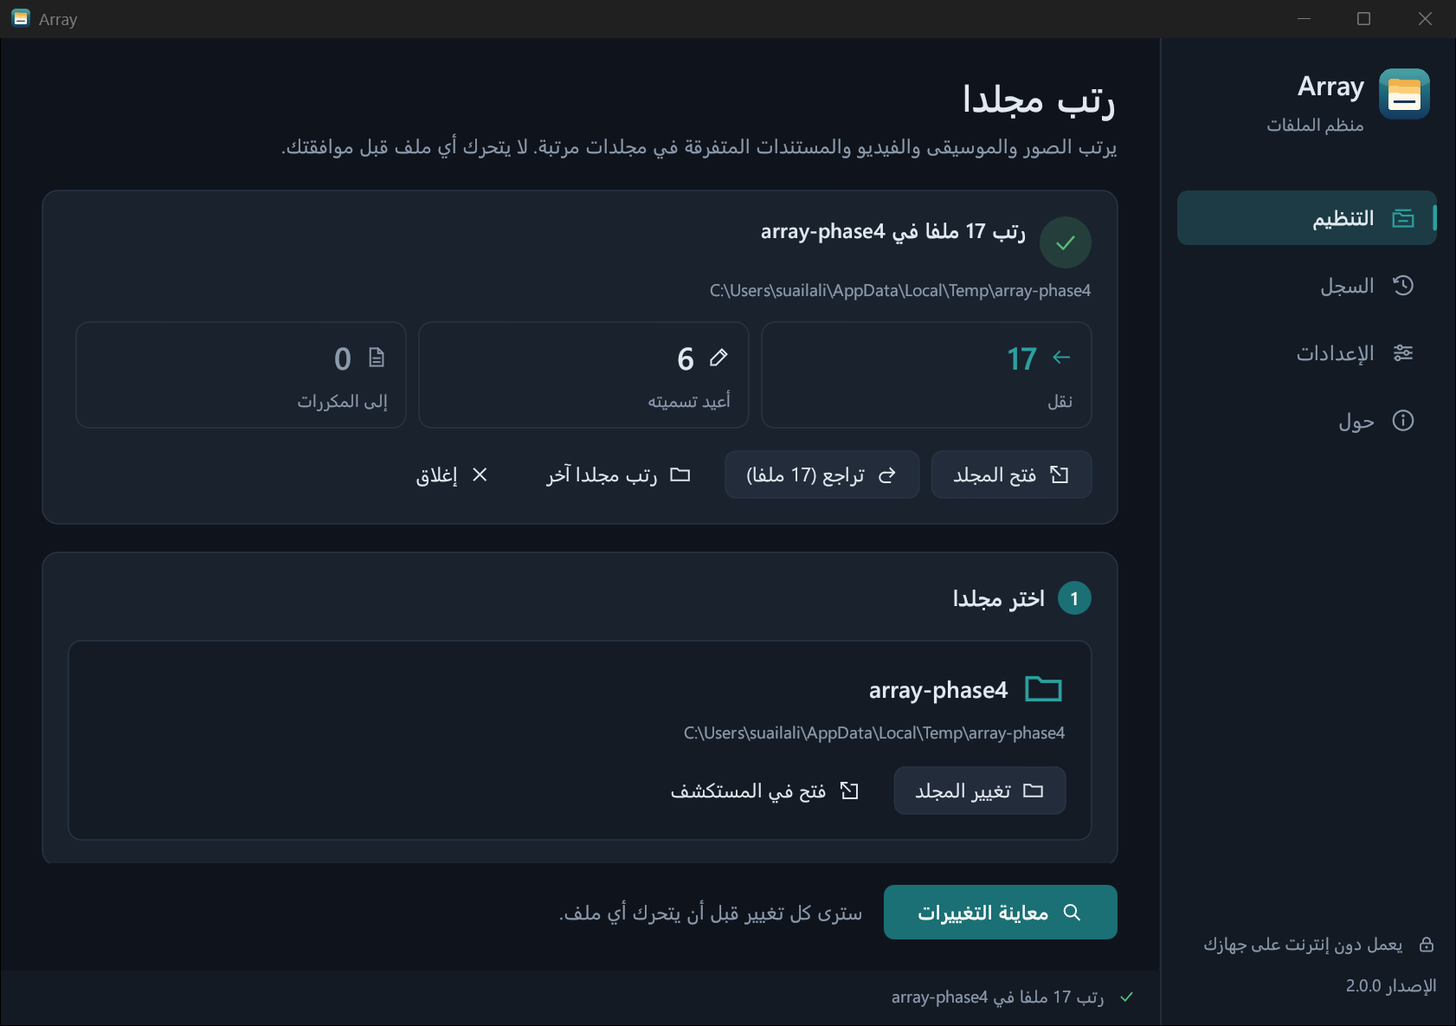 Array
Array
منظم الملفات
التنظيم
السجل
الإعدادات
حول
يعمل دون إنترنت على جهازك
الإصدار 2.0.0
رتب مجلدا
يرتب الصور والموسيقى والفيديو والمستندات المتفرقة في مجلدات مرتبة. لا يتحرك أي ملف قبل موافقتك.
رتب 17 ملفا في array-phase4
C:\Users\suailali\AppData\Local\Temp\array-phase4
17
نقل
6
أعيد تسميته
0
إلى المكررات
فتح المجلد
تراجع (17 ملفا)
رتب مجلدا آخر
إغلاق
1 اختر مجلدا
array-phase4
C:\Users\suailali\AppData\Local\Temp\array-phase4
تغيير المجلد
فتح في المستكشف
معاينة التغييرات
سترى كل تغيير قبل أن يتحرك أي ملف.
رتب 17 ملفا في array-phase4